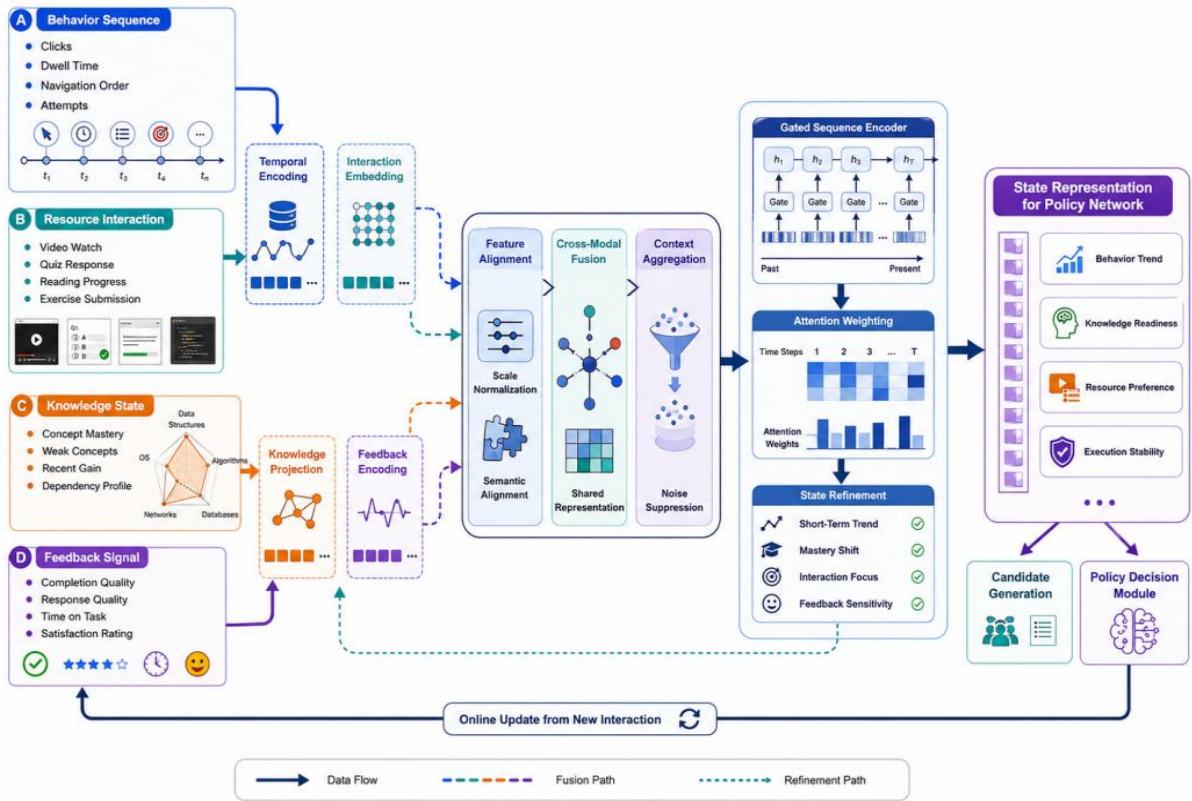 A Behavior Sequence
Clicks
Dwell Time
Navigation Order
Attempts
...
t1 t2 t3 t4 tn
B Resource Interaction
Video Watch
Quiz Response
Reading Progress
Exercise Submission
Q1
A
B
D
C Knowledge State
Concept Mastery
Weak Concepts
Recent Gain
Dependency Profile
Data
Structures
OS
Algorithms
Networks
Databases
D Feedback Signal
Completion Quality
Response Quality
Time on Task
Satisfaction Rating
Temporal
Encoding
...
Interaction
Embedding
...
Knowledge
Projection
...
Feedback
Encoding
...
Feature
Alignment
Scale
Normalization
Semantic
Alignment
Cross-Modal
Fusion
Shared
Representation
Context
Aggregation
Noise
Suppression
Gated Sequence Encoder
h1 h2 h3 hT
Gate Gate Gate ... Gate
...
Past Present
Attention Weighting
Time Steps 1 2 3 ... T
Attention
Weights
State Refinement
Short-Term Trend
Mastery Shift
Interaction Focus
Feedback Sensitivity
State Representation
for Policy Network
Behavior Trend
Knowledge Readiness
Resource Preference
Execution Stability
...
Candidate
Generation
Policy Decision
Module
Online Update from New Interaction
Data Flow
Fusion Path
Refinement Path